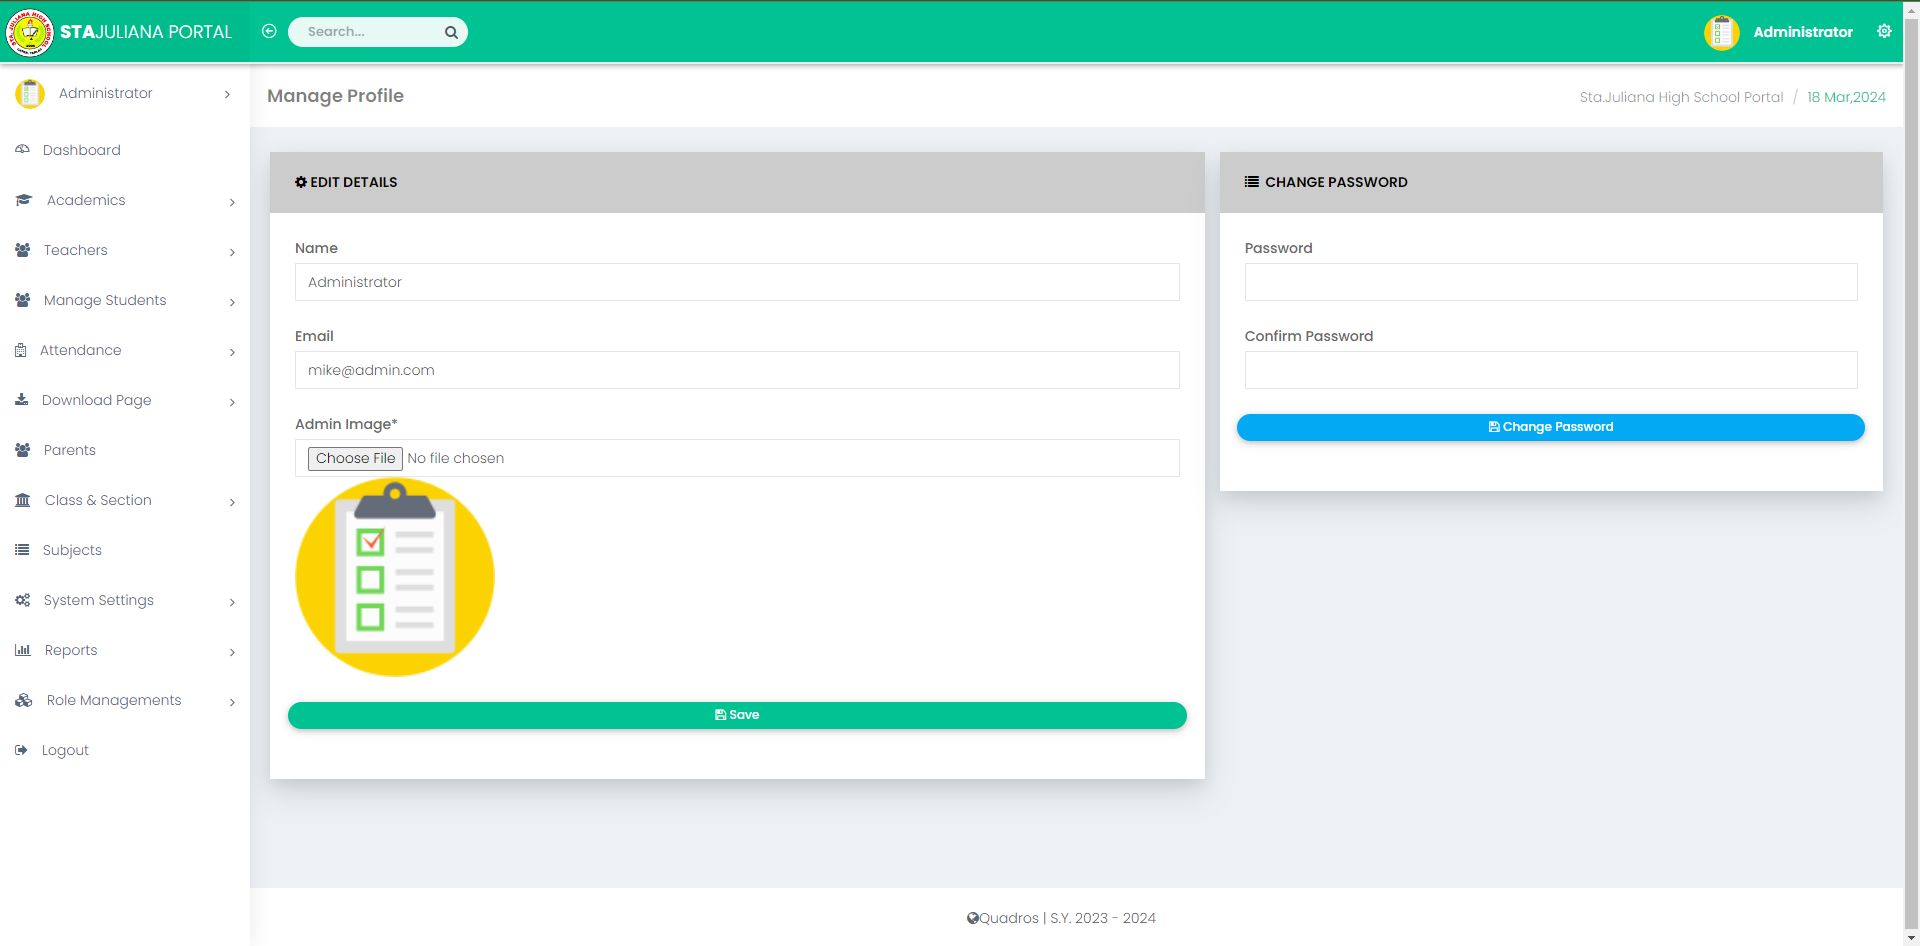 STAJULIANA PORTAL
Search...
Administrator
Administrator
Manage Profile
Sta.Juliana High School Portal / 18 Mar,2024
Dashboard
Academics
Teachers
Manage Students
Attendance
Download Page
Parents
Class & Section
Subjects
System Settings
Reports
Role Managements
Logout
EDIT DETAILS
Name
Administrator
Email
mike@admin.com
Admin Image*
Choose File No file chosen
Save
CHANGE PASSWORD
Password
Confirm Password
Change Password
Quadros | S.Y. 2023 - 2024